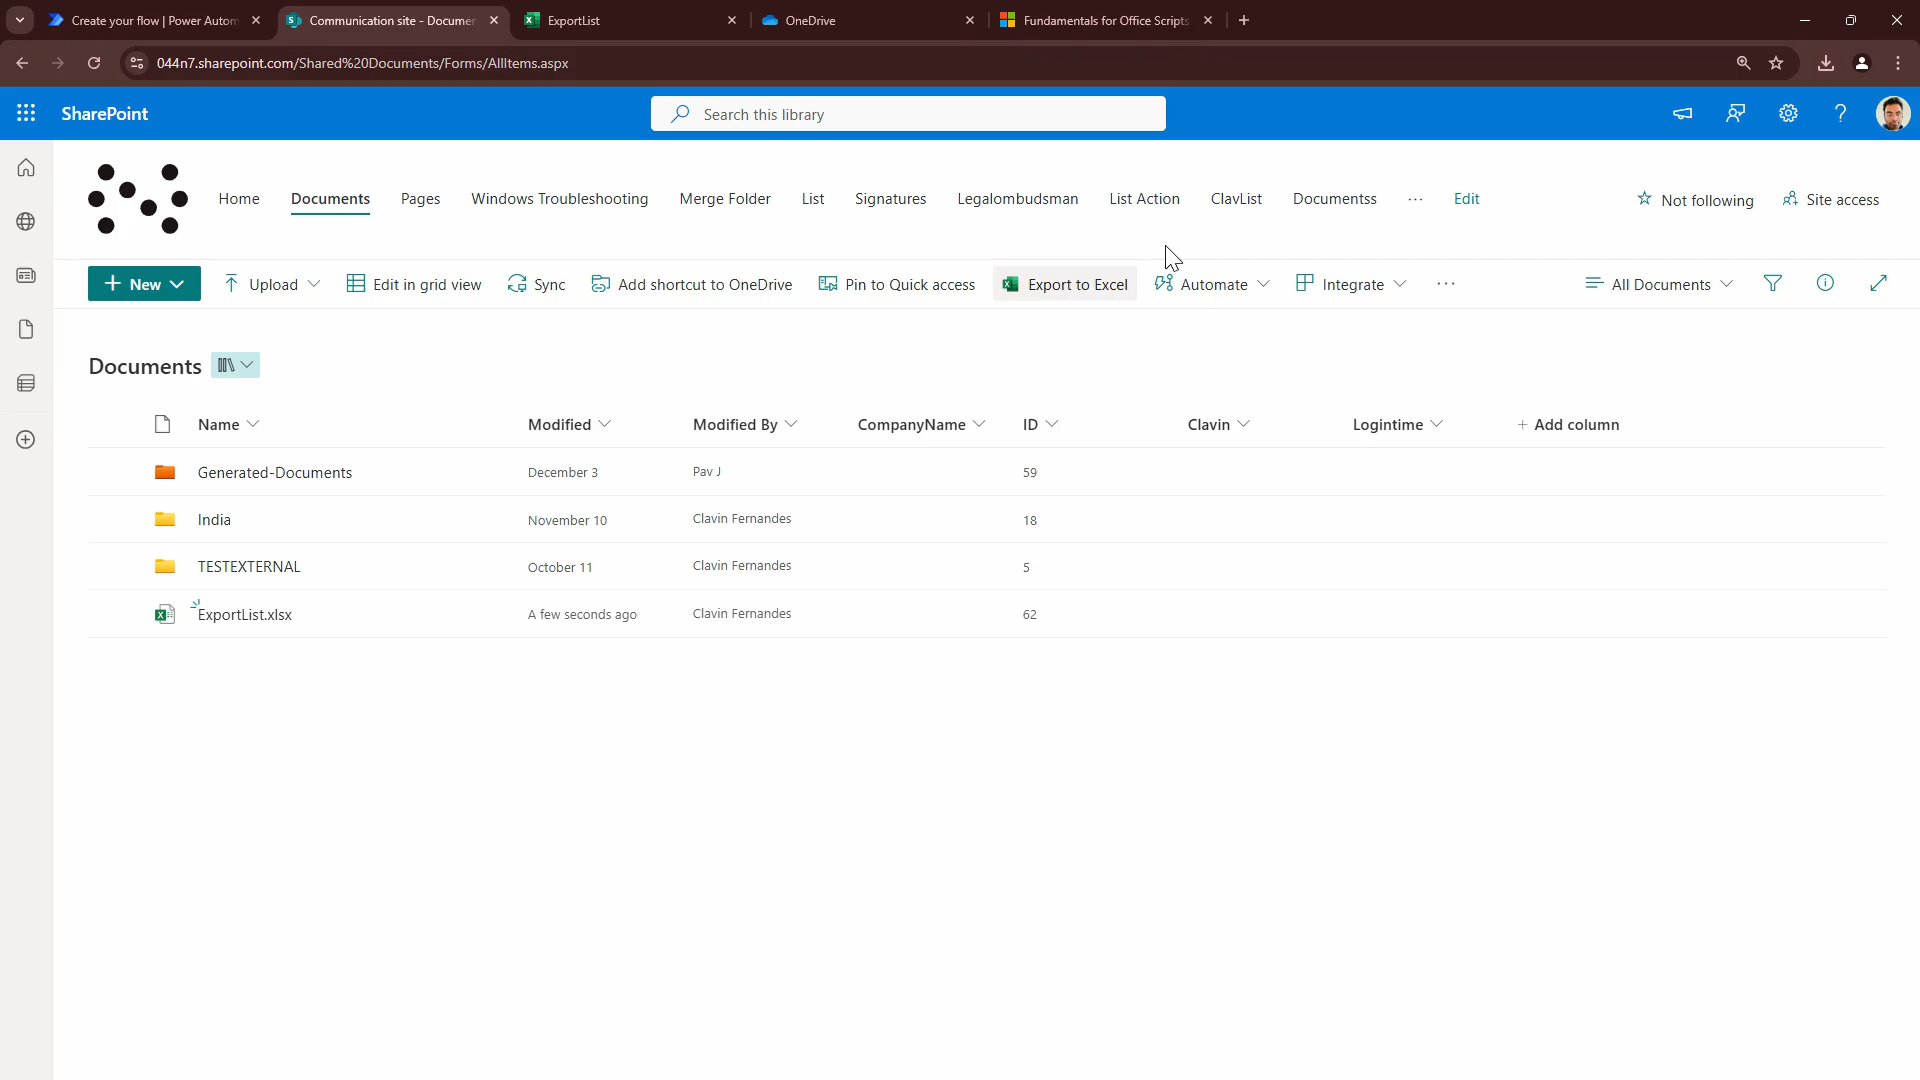 Create your flow | Power Autom
Communication site - Documen
ExportList
OneDrive
Fundamentals for Office Scripts
044n7.sharepoint.com/Shared%20Documents/Forms/AllItems.aspx
SharePoint
Search this library
Home
Documents
Pages
Windows Troubleshooting
Merge Folder
List
Signatures
Legalombudsman
List Action
ClavList
Documentss
···
Edit
Not following
Site access
New
Upload
Edit in grid view
Sync
Add shortcut to OneDrive
Pin to Quick access
Export to Excel
Automate
Integrate
···
All Documents
Documents
Name
Modified
Modified By
CompanyName
ID
Clavin
Logintime
+ Add column
Generated-Documents December 3 Pav J 59
India November 10 Clavin Fernandes 18
TESTEXTERNAL October 11 Clavin Fernandes 5
ExportList.xlsx A few seconds ago Clavin Fernandes 62